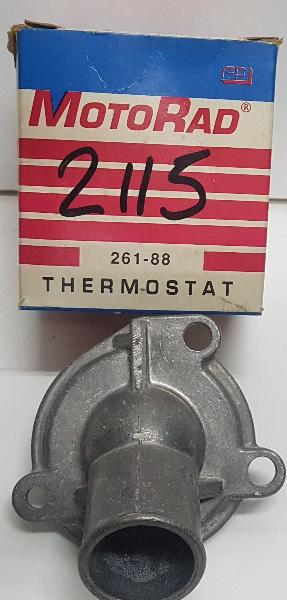 MOTORAD®
2115
261-88
THERMOSTAT